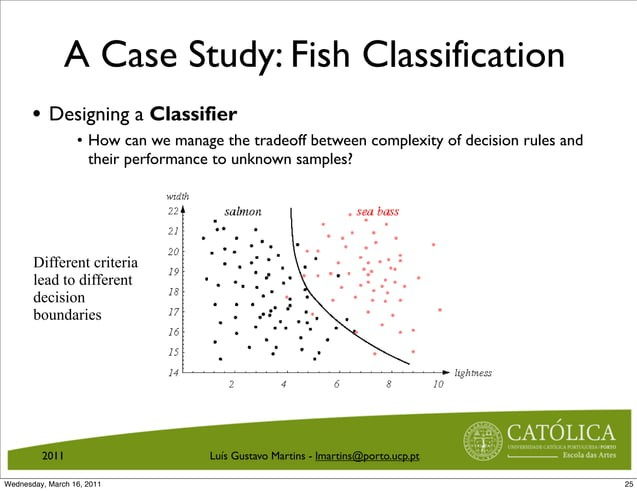 A Case Study: Fish Classification
• Designing a Classifier
• How can we manage the tradeoff between complexity of decision rules and
their performance to unknown samples?
Different criteria
lead to different
decision
boundaries
width
22
21
20
19
18
17
16
15
14
salmon
sea bass
2 4 6 8 10
lightness
CATÓLICA
UNIVERSIDADE CATÓLICA PORTUGUESA | PORTO
Escola das Artes
2011
Luís Gustavo Martins - lmartins@porto.ucp.pt
Wednesday, March 16, 2011
25